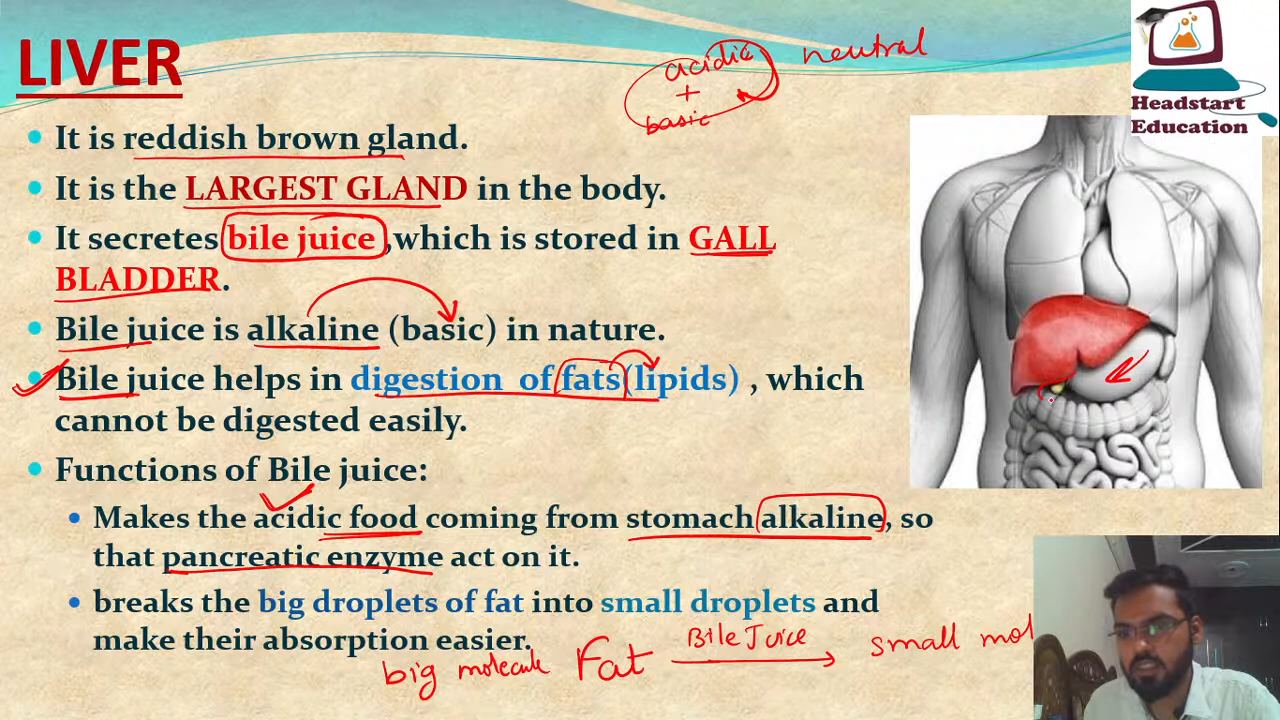 LIVER
acidic
+
basic
neutral
Headstart
Education
It is reddish brown gland.
It is the LARGEST GLAND in the body.
It secretes bile juice ,which is stored in GALL
BLADDER.
Bile juice is alkaline (basic) in nature.
Bile juice helps in digestion of fats(lipids) , which
cannot be digested easily.
Functions of Bile juice:
Makes the acidic food coming from stomach alkaline, so
that pancreatic enzyme act on it.
breaks the big droplets of fat into small droplets and
make their absorption easier.
big molecule Fat Bile Juice small mol